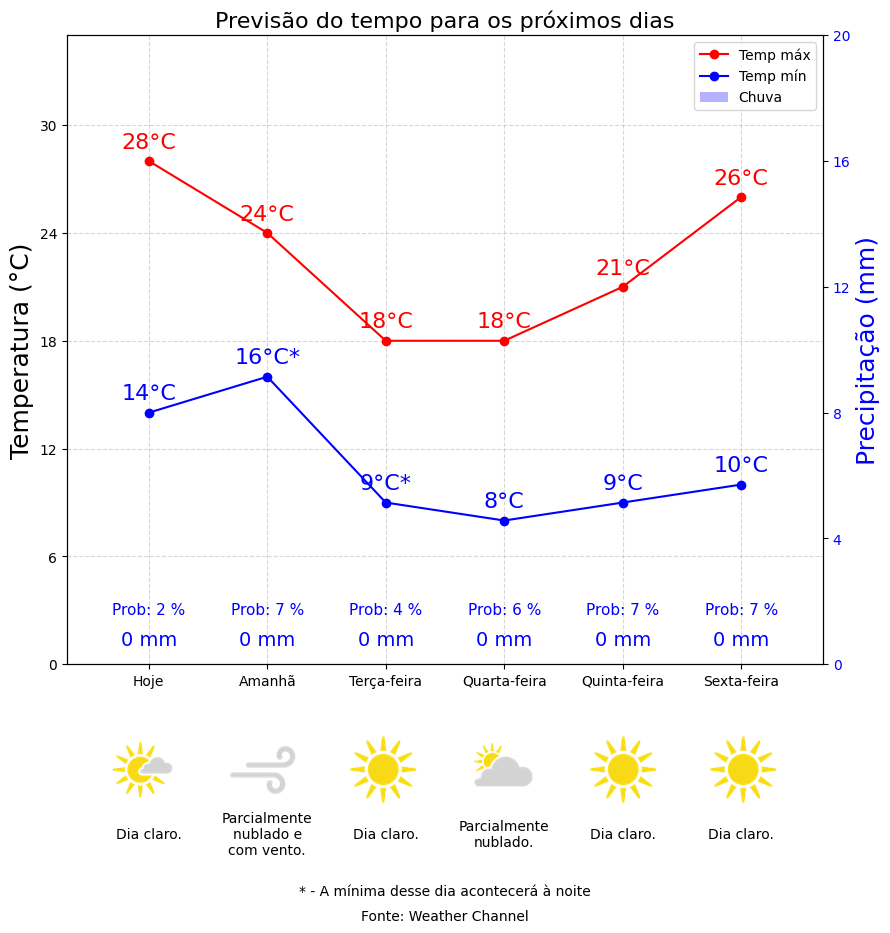 Previsão do tempo para os próximos dias
Temp máx
Temp mín
Chuva
Temperatura (°C)
Precipitação (mm)
30
24
18
12
6
0
20
16
12
8
4
0
28°C
24°C
18°C
18°C
21°C
26°C
14°C
16°C*
9°C*
8°C
9°C
10°C
Prob: 2 %
Prob: 7 %
Prob: 4 %
Prob: 6 %
Prob: 7 %
Prob: 7 %
0 mm
0 mm
0 mm
0 mm
0 mm
0 mm
Hoje
Amanhã
Terça-feira
Quarta-feira
Quinta-feira
Sexta-feira
Dia claro.
Parcialmente
nublado e
com vento.
Dia claro.
Parcialmente
nublado.
Dia claro.
Dia claro.
* - A mínima desse dia acontecerá à noite
Fonte: Weather Channel